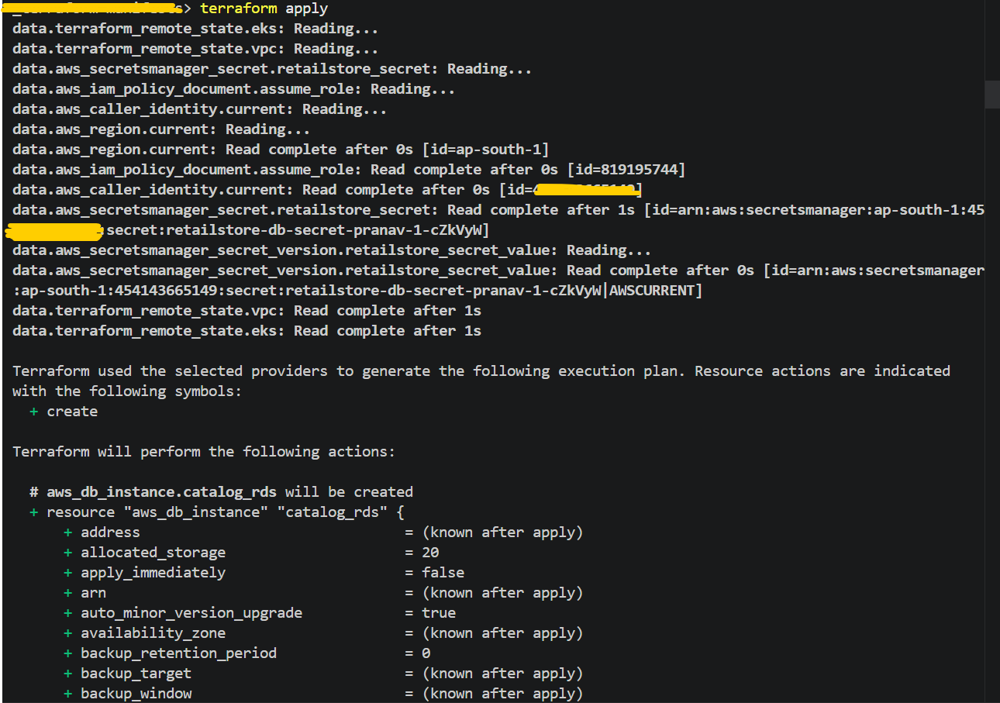 > terraform apply
data.terraform_remote_state.eks: Reading...
data.terraform_remote_state.vpc: Reading...
data.aws_secretsmanager_secret.retailstore_secret: Reading...
data.aws_iam_policy_document.assume_role: Reading...
data.aws_caller_identity.current: Reading...
data.aws_region.current: Reading...
data.aws_region.current: Read complete after 0s [id=ap-south-1]
data.aws_iam_policy_document.assume_role: Read complete after 0s [id=819195744]
data.aws_caller_identity.current: Read complete after 0s [id=]
data.aws_secretsmanager_secret.retailstore_secret: Read complete after 1s [id=arn:aws:secretsmanager:ap-south-1:45
:secret:retailstore-db-secret-pranav-1-cZkVyW]
data.aws_secretsmanager_secret_version.retailstore_secret_value: Reading...
data.aws_secretsmanager_secret_version.retailstore_secret_value: Read complete after 0s [id=arn:aws:secretsmanager
:ap-south-1:454143665149:secret:retailstore-db-secret-pranav-1-cZkVyW|AWSCURRENT]
data.terraform_remote_state.vpc: Read complete after 1s
data.terraform_remote_state.eks: Read complete after 1s
Terraform used the selected providers to generate the following execution plan. Resource actions are indicated
with the following symbols:
+ create
Terraform will perform the following actions:
# aws_db_instance.catalog_rds will be created
+ resource "aws_db_instance" "catalog_rds" {
+ address = (known after apply)
+ allocated_storage = 20
+ apply_immediately = false
+ arn = (known after apply)
+ auto_minor_version_upgrade = true
+ availability_zone = (known after apply)
+ backup_retention_period = 0
+ backup_target = (known after apply)
+ backup_window = (known after apply)